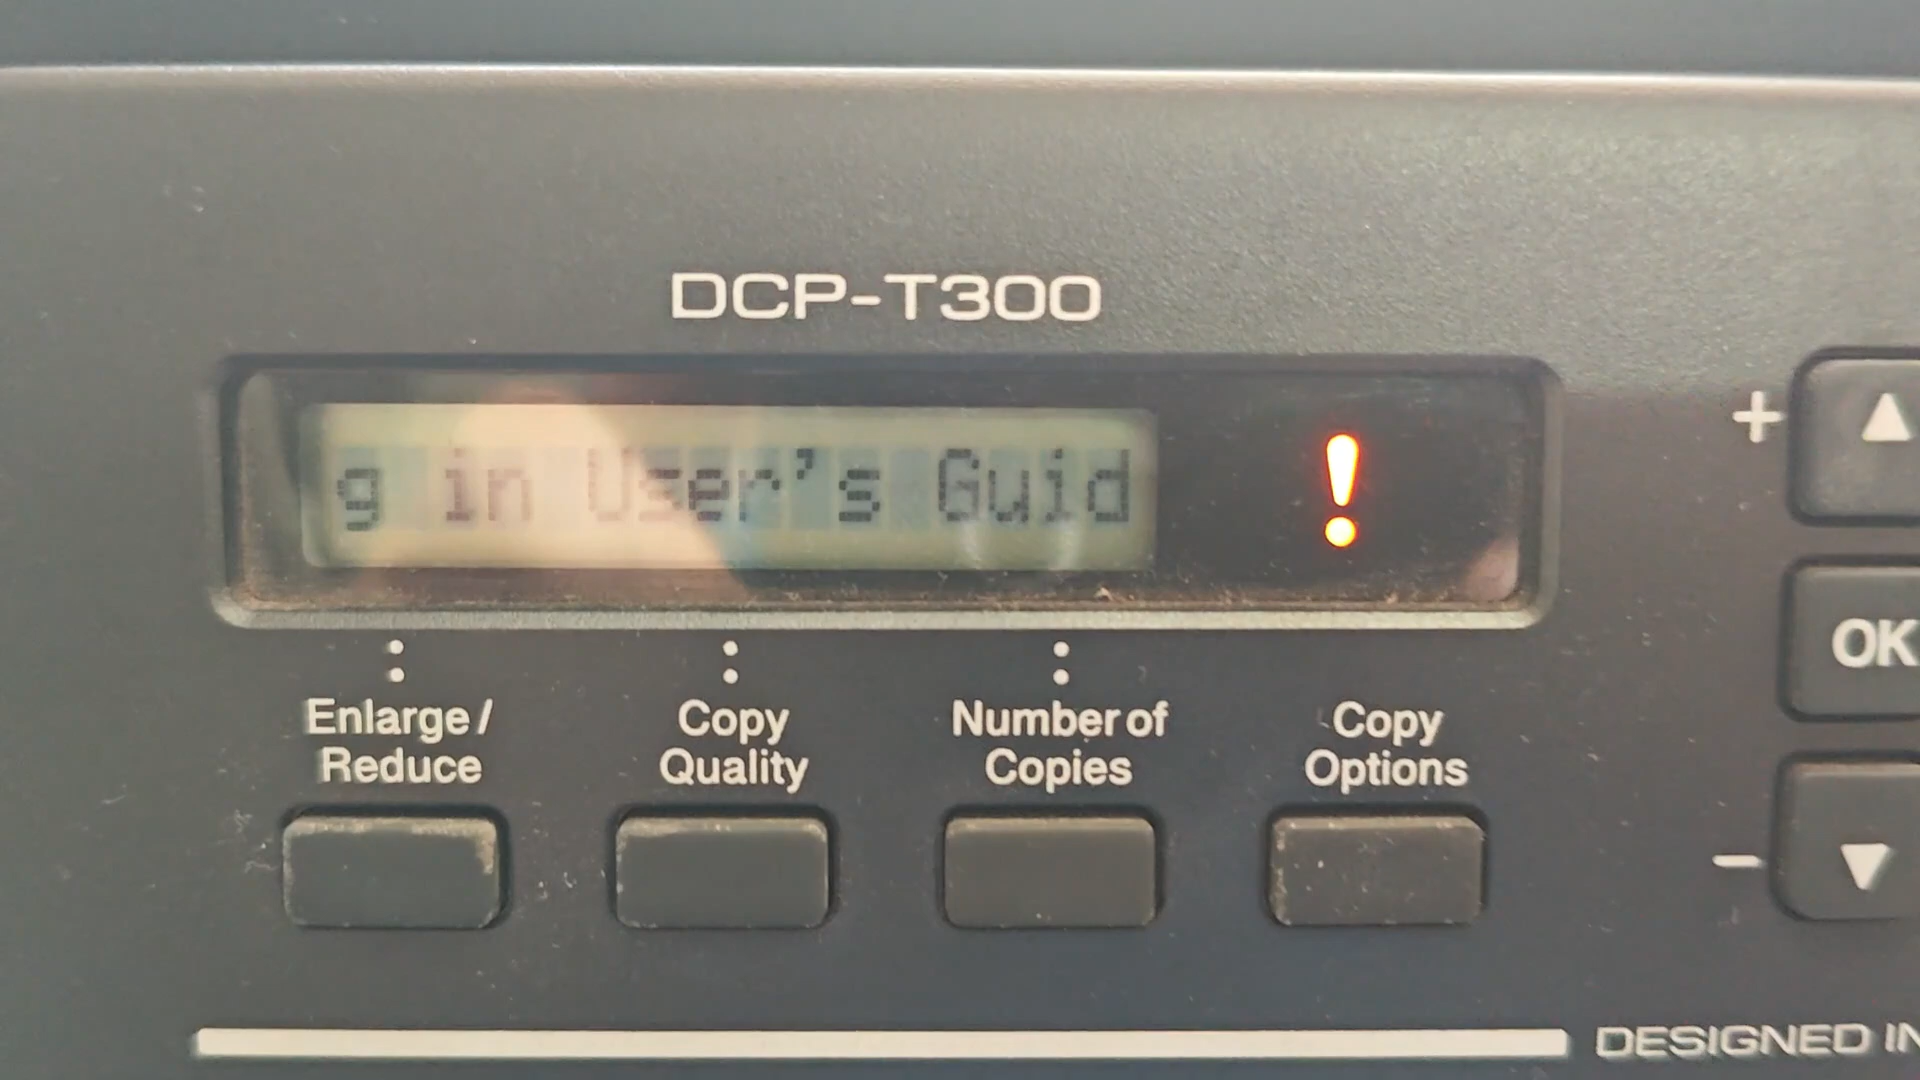 DCP-T300
g in User's Guid
!
+
OK
Enlarge/
Reduce
Copy
Quality
Number of
Copies
Copy
Options
−
DESIGNED IN